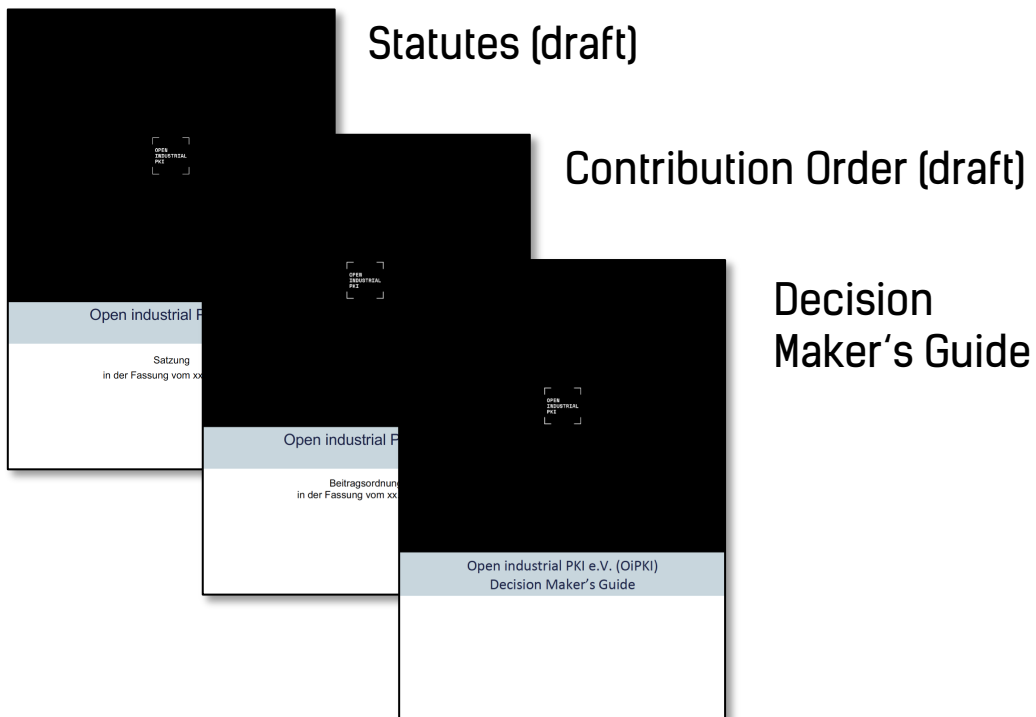 Statutes (draft)
OPEN
INDUSTRIAL
PKI
Open industrial P
Satzung
in der Fassung vom xx
Contribution Order (draft)
OPEN
INDUSTRIAL
PKI
Open industrial P
Beitragsordnung
in der Fassung vom xx
Decision
Maker‘s Guide
OPEN
INDUSTRIAL
PKI
Open industrial PKI e.V. (OiPKI)
Decision Maker’s Guide